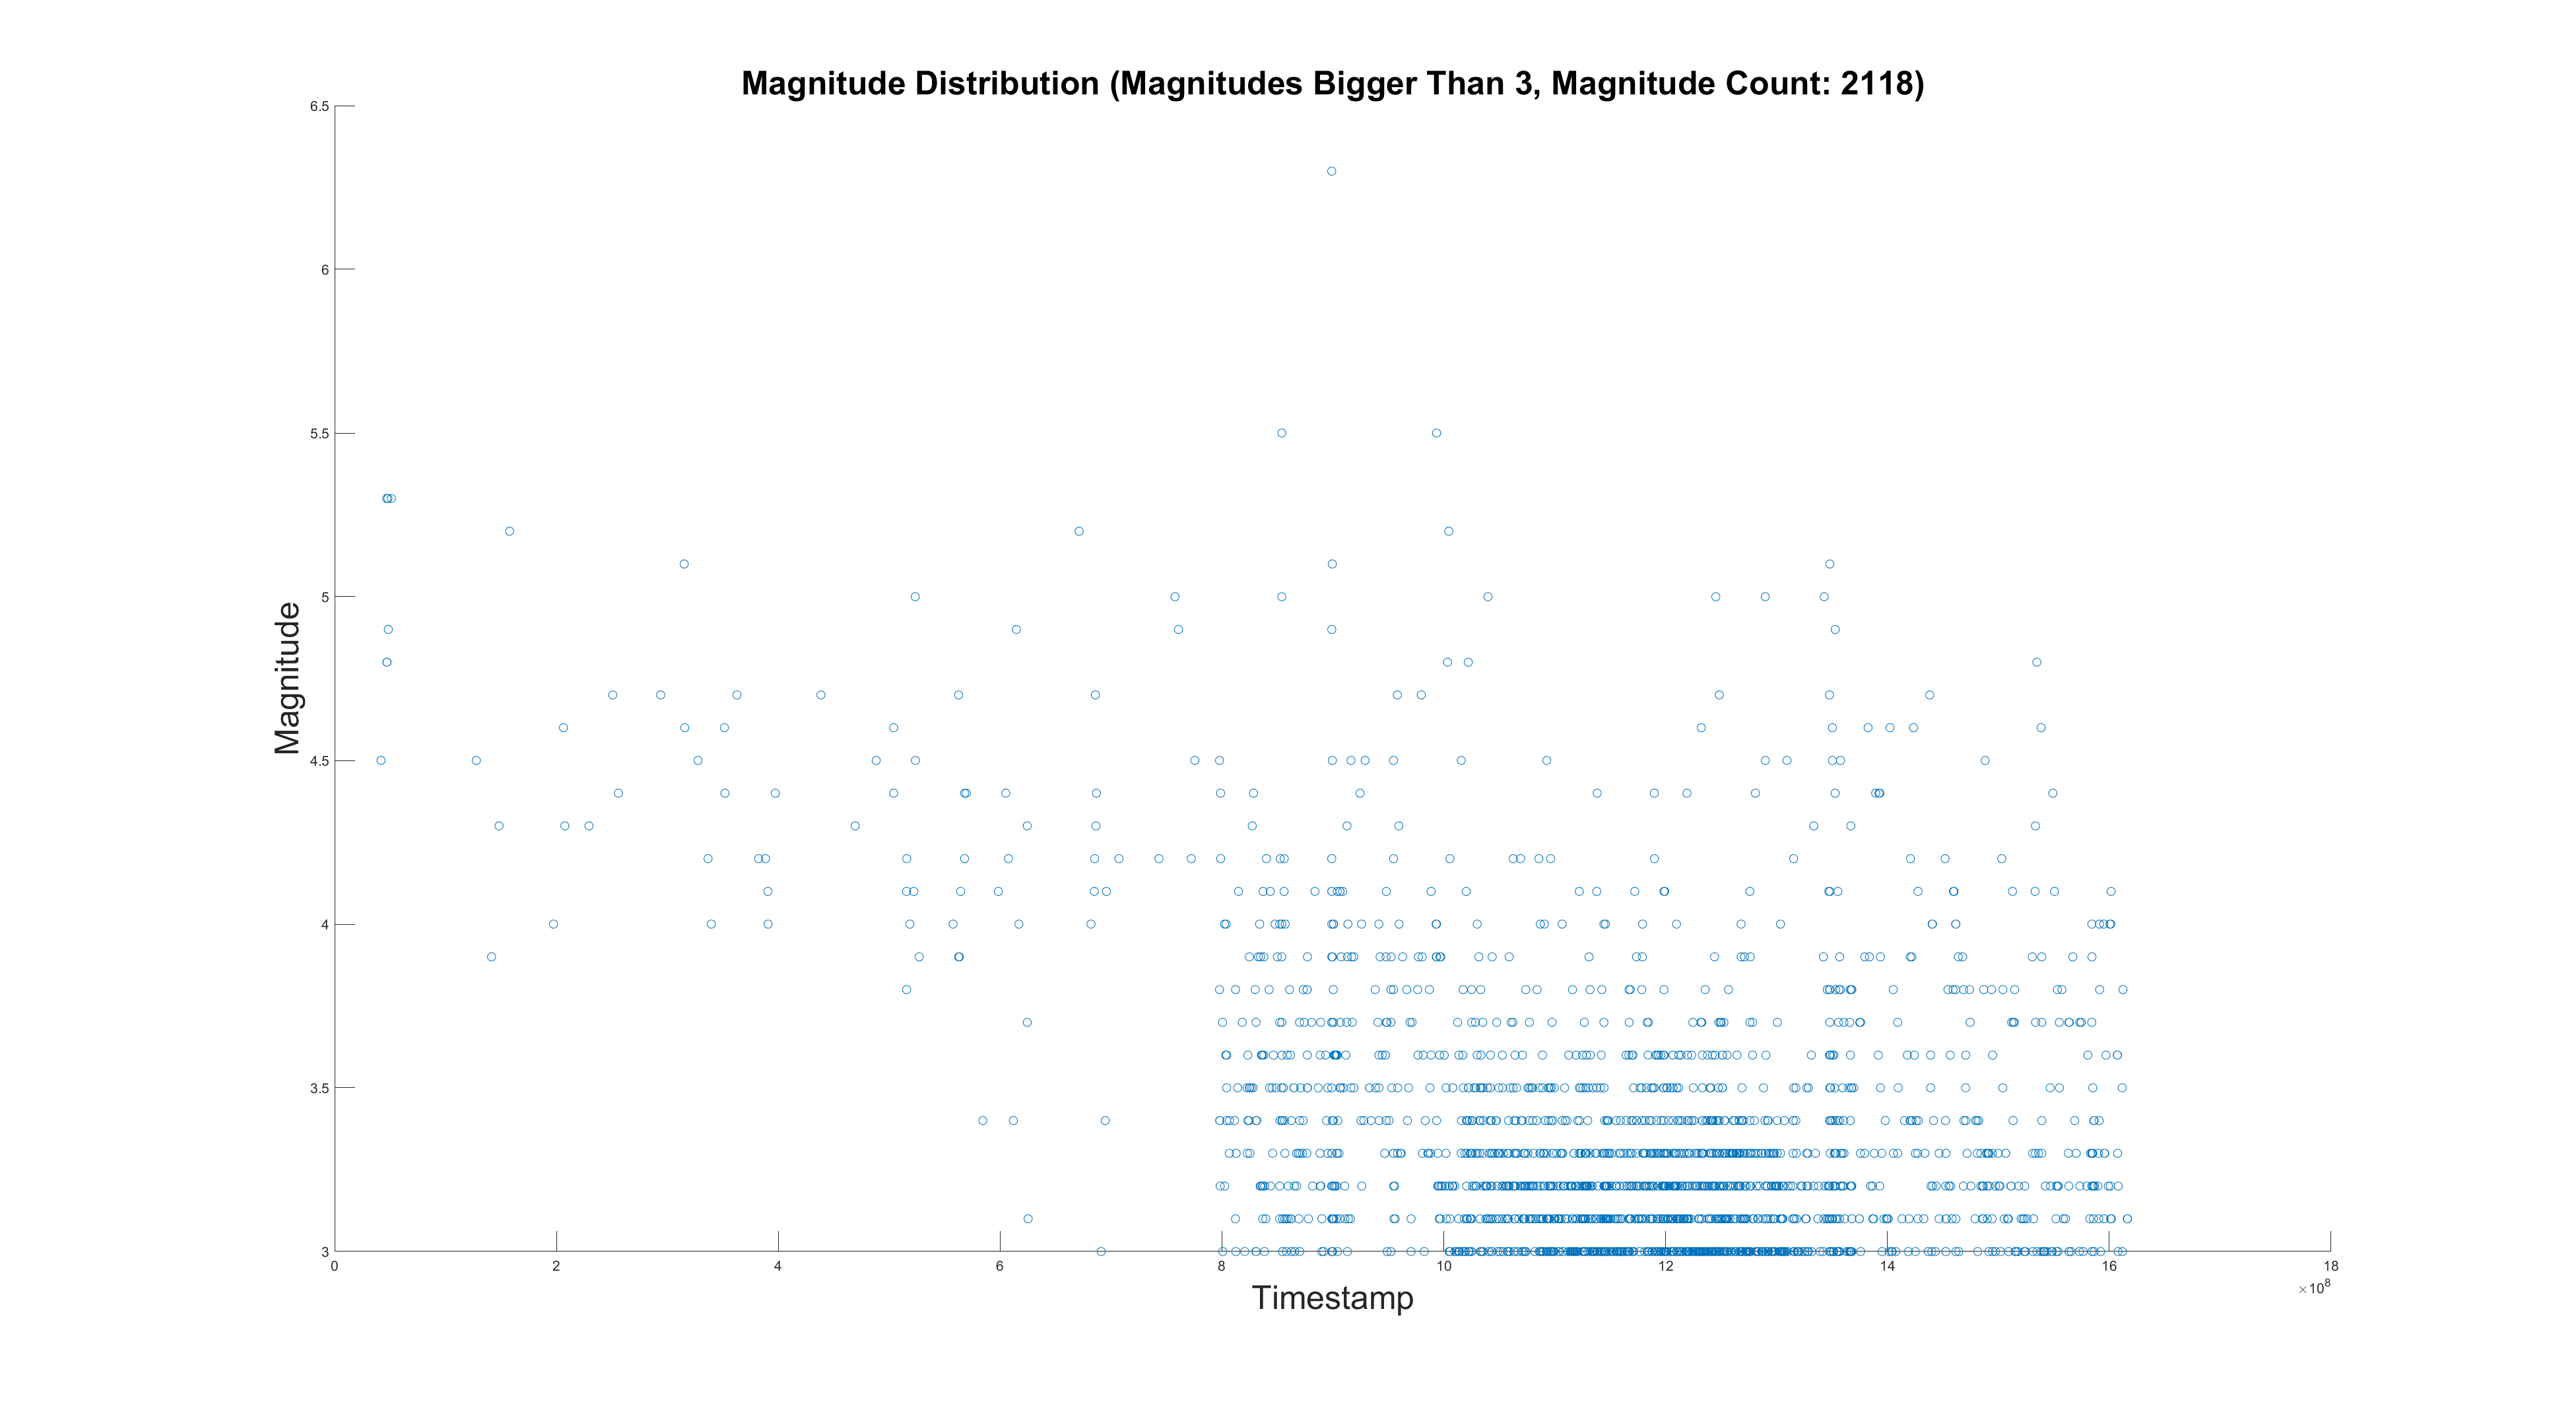 Magnitude Distribution (Magnitudes Bigger Than 3, Magnitude Count: 2118)
6.5
6
5.5
5
4.5
4
3.5
3
Magnitude
0 2 4 6 8 10 12 14 16 18
×10⁸
Timestamp